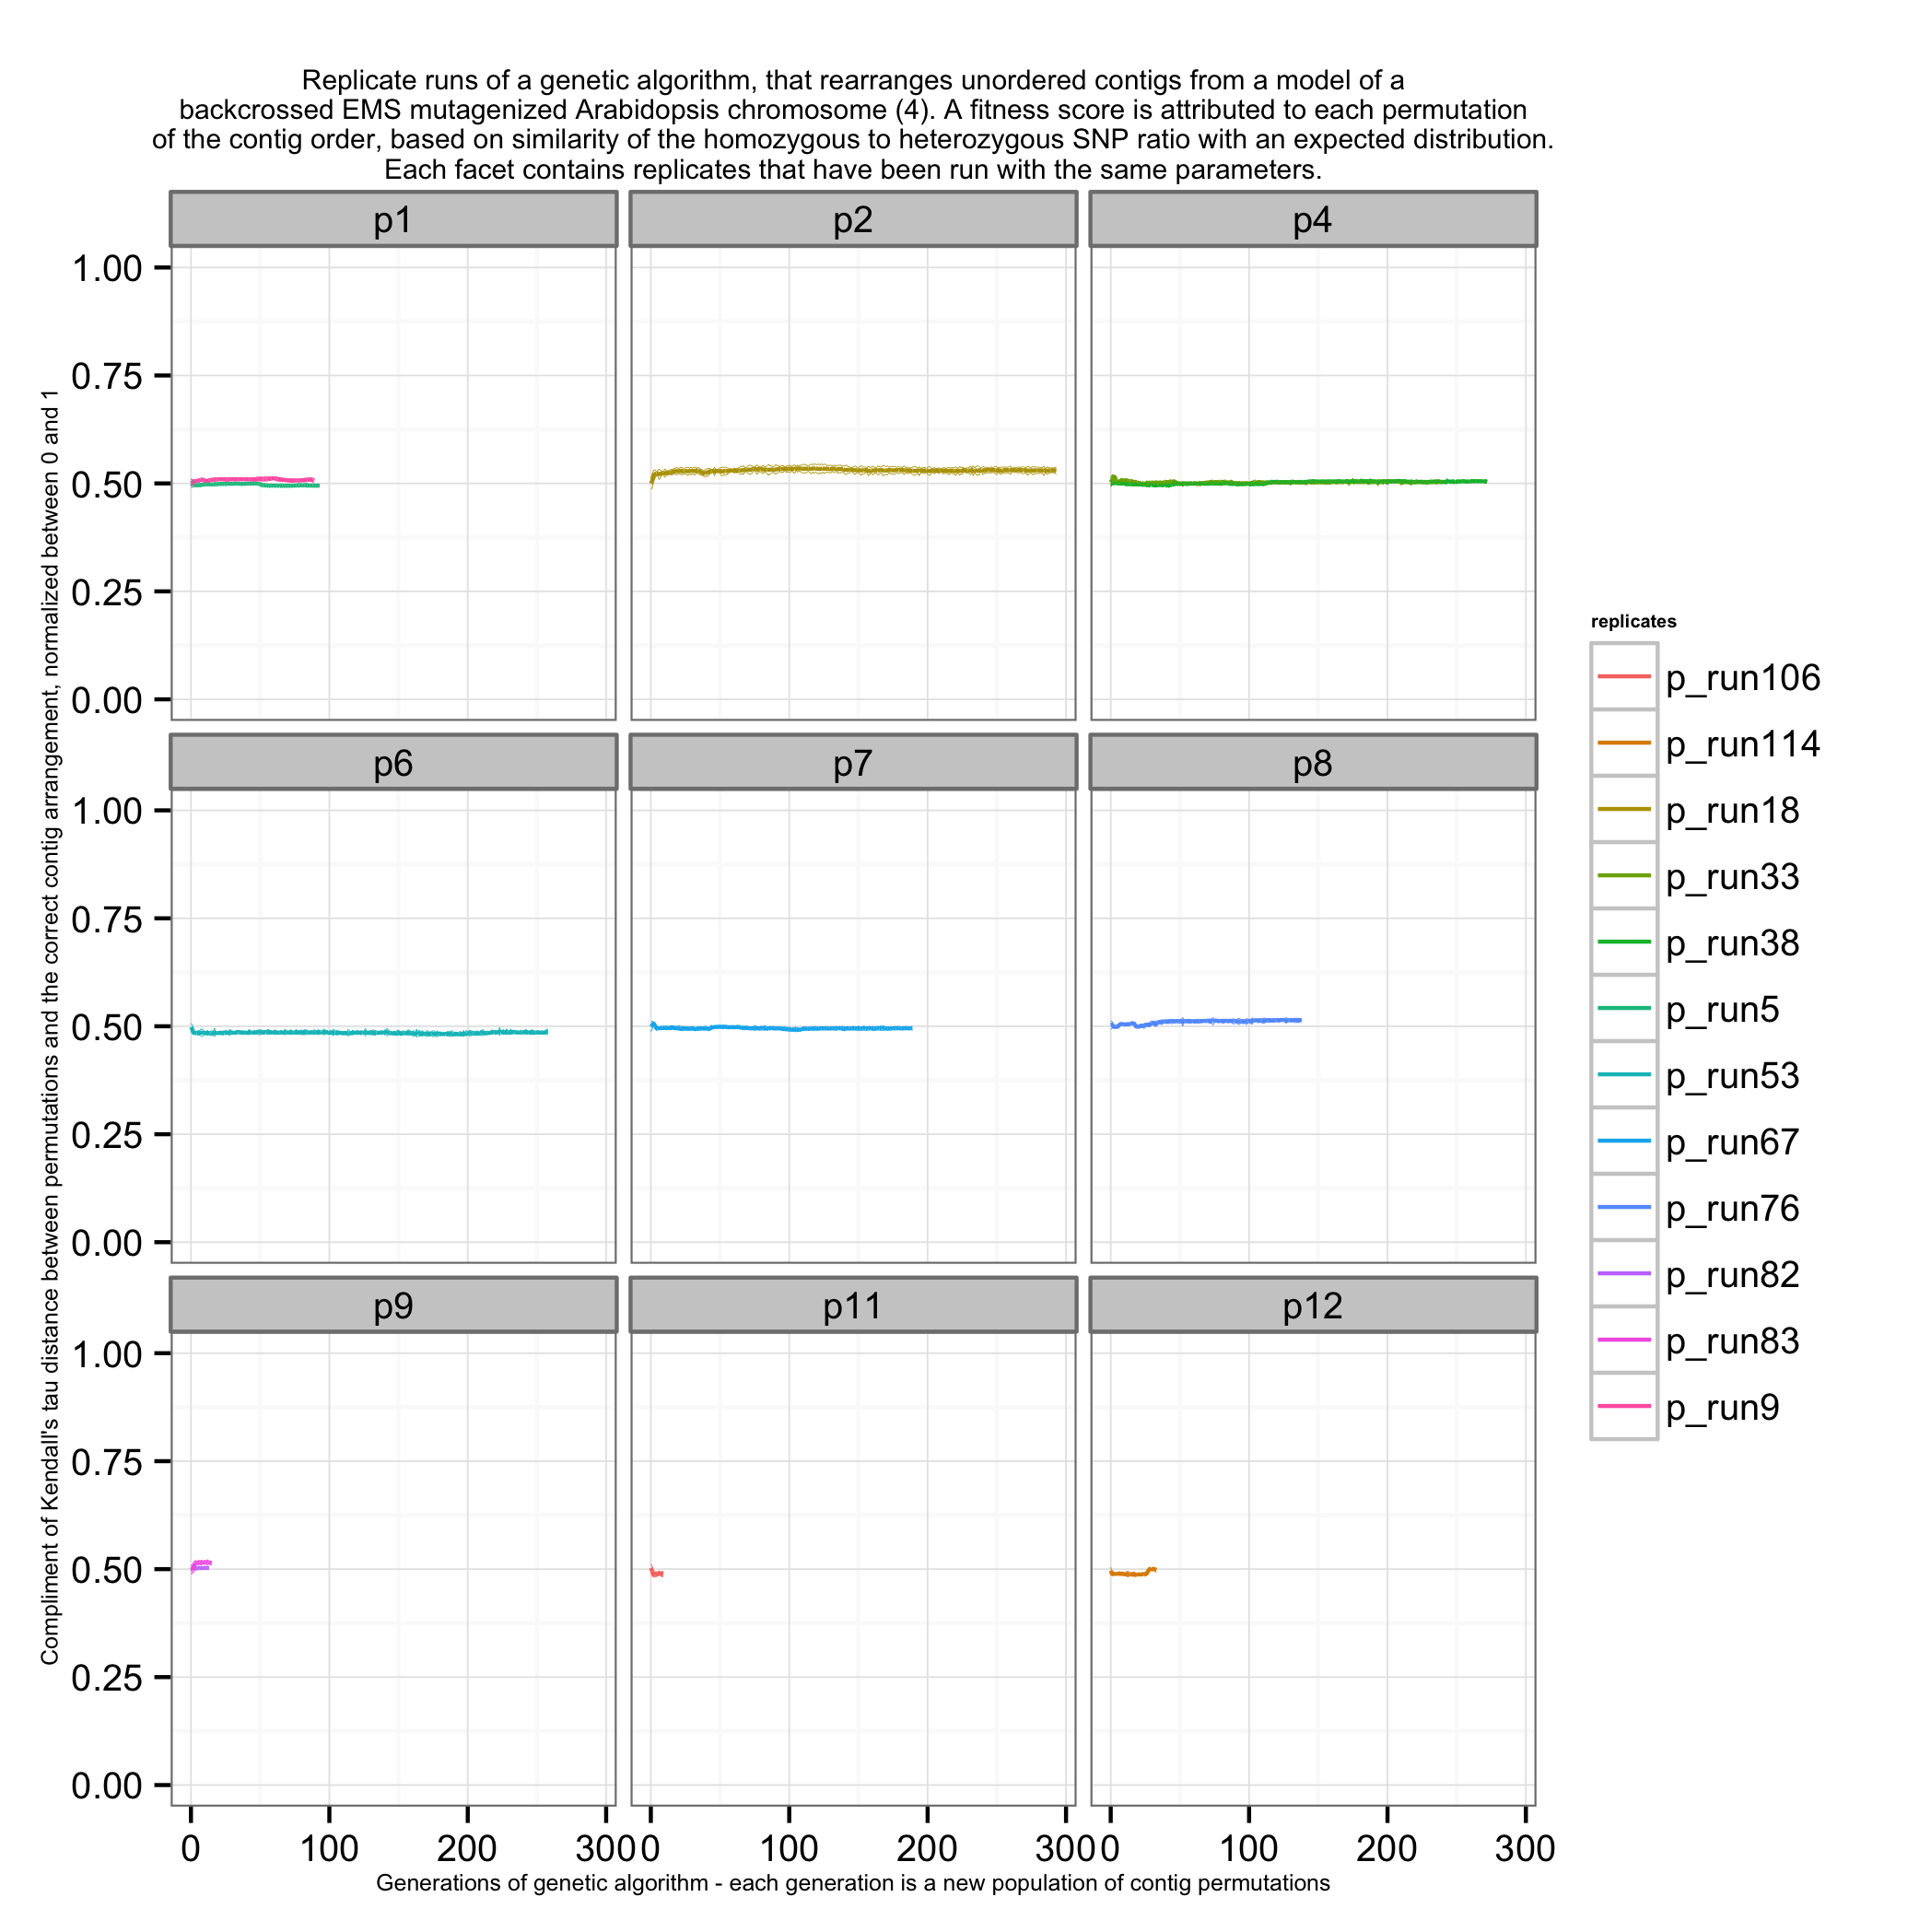 Replicate runs of a genetic algorithm, that rearranges unordered contigs from a model of a
backcrossed EMS mutagenized Arabidopsis chromosome (4). A fitness score is attributed to each permutation
of the contig order, based on similarity of the homozygous to heterozygous SNP ratio with an expected distribution.
Each facet contains replicates that have been run with the same parameters.
p1
p2
p4
1.00
0.75
0.50
0.25
0.00
p6
p7
p8
1.00
0.75
0.50
0.25
0.00
p9
p11
p12
1.00
0.75
0.50
0.25
0.00
0 100 200 300
0 100 200 300
0 100 200 300
Generations of genetic algorithm - each generation is a new population of contig permutations
Compliment of Kendall's tau distance between permutations and the correct contig arrangement, normalized between 0 and 1
replicates
p_run106
p_run114
p_run18
p_run33
p_run38
p_run5
p_run53
p_run67
p_run76
p_run82
p_run83
p_run9